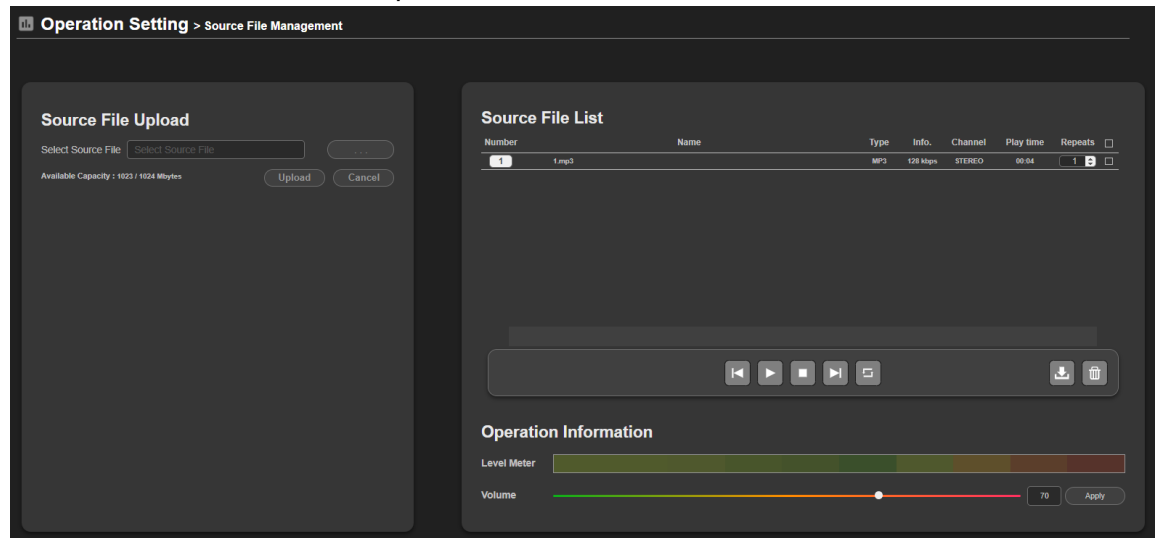 Operation Setting > Source File Management
Source File Upload
Select Source File Select Source File ...
Available Capacity : 1023 / 1024 Mbytes Upload Cancel
Source File List
Number Name Type Info. Channel Play time Repeats
1 1.mp3 MP3 128 kbps STEREO 00:04 1
Operation Information
Level Meter
Volume 70 Apply